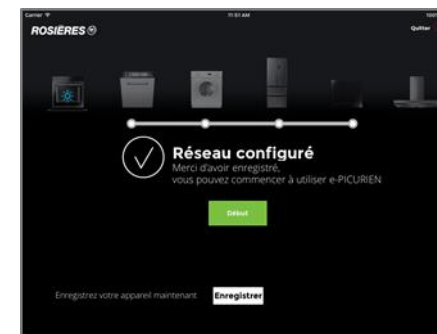 Carrier 11:51 AM 100%
ROSIÈRES
Quitter
Réseau configuré
Merci d'avoir enregistré,
vous pouvez commencer à utiliser e-PICURIEN
Début
Enregistrez votre appareil maintenant Enregistrer